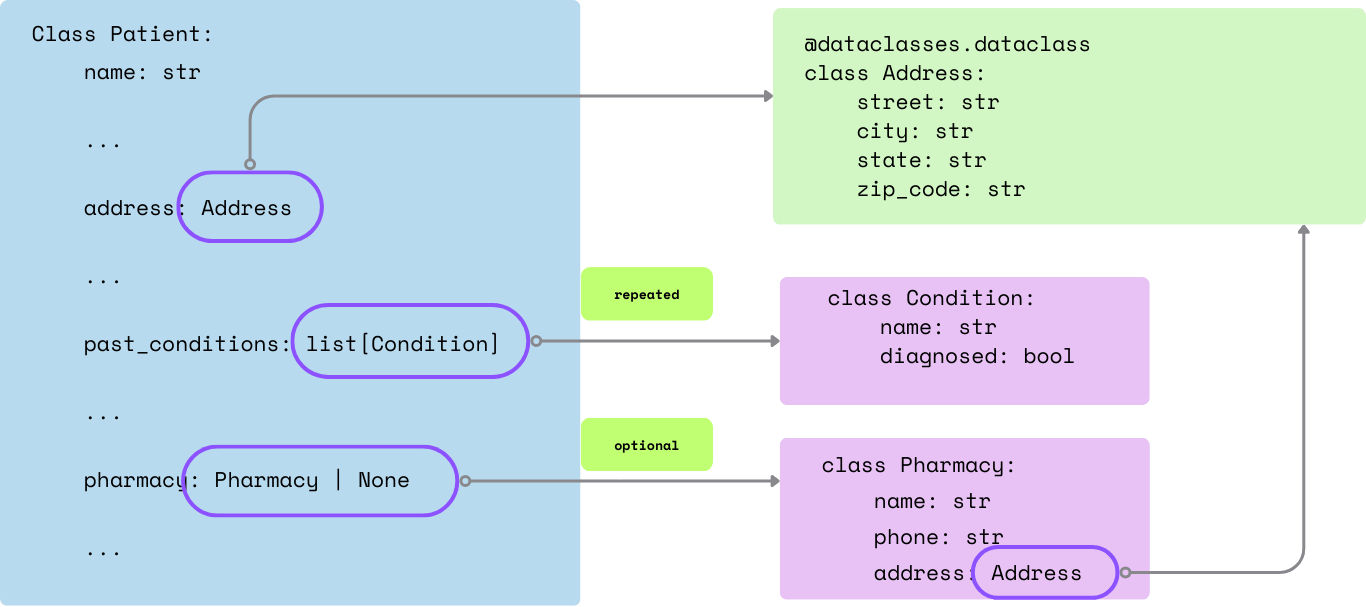 Class Patient:
name: str
...
address: Address
...
past_conditions: list[Condition]
...
pharmacy: Pharmacy | None
...
@dataclasses.dataclass
class Address:
street: str
city: str
state: str
zip_code: str
repeated
class Condition:
name: str
diagnosed: bool
optional
class Pharmacy:
name: str
phone: str
address: Address